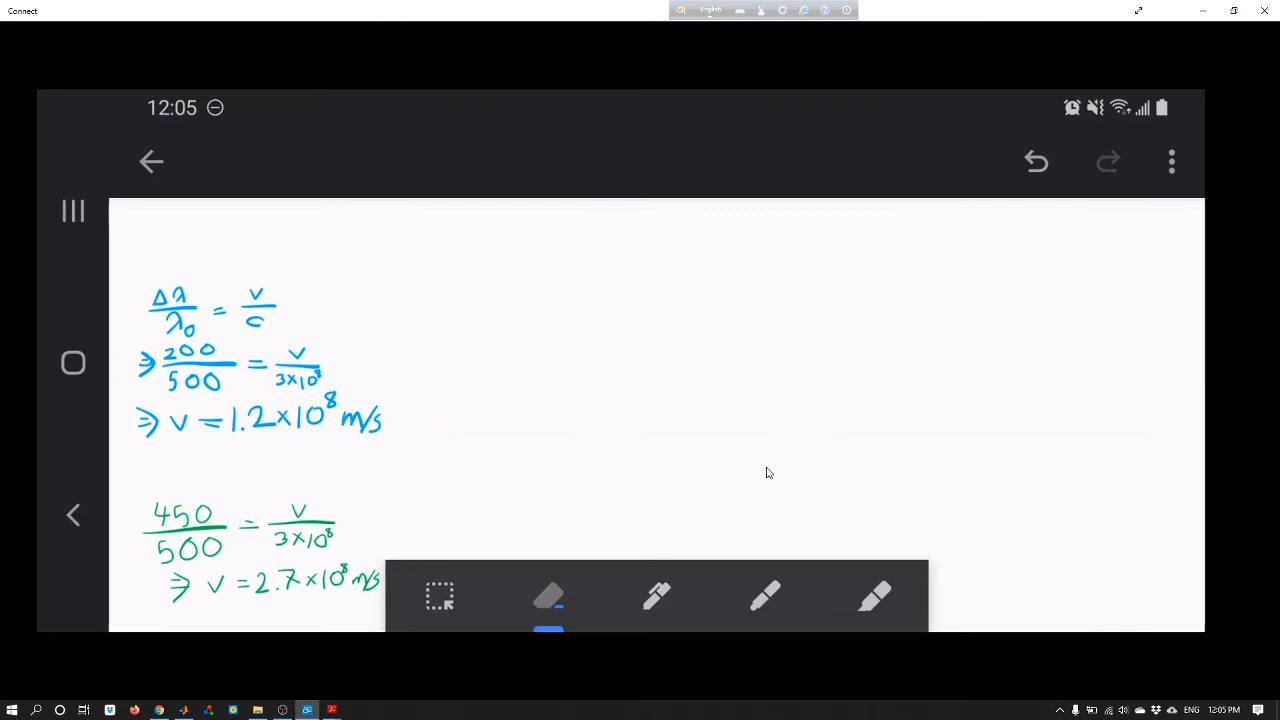 Connect
English
12:05
Δλ/λ₀ = v/c
⇒ 200/500 = v/3×10⁸
⇒ v = 1.2×10⁸ m/s
450/500 = v/3×10⁸
⇒ v = 2.7×10⁸ m/s
ENG 12:05 PM